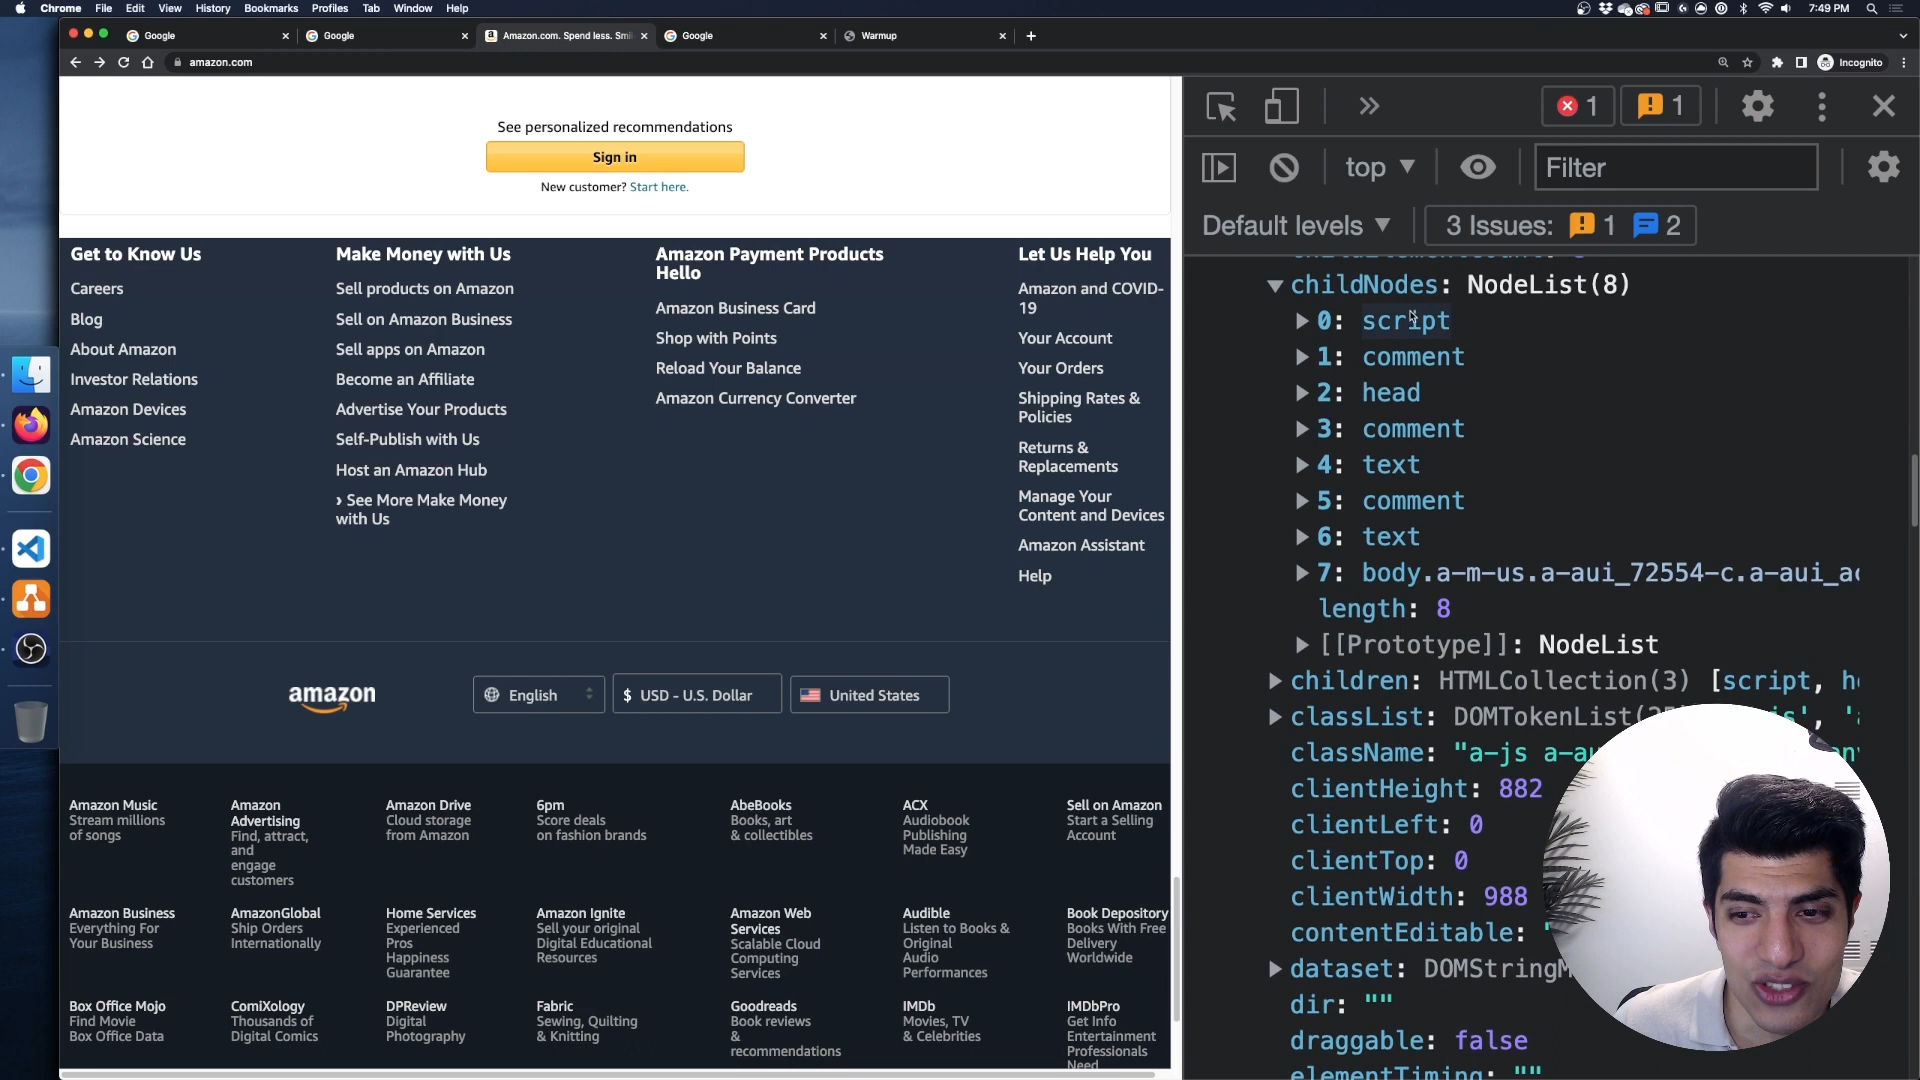 Chrome File Edit View History Bookmarks Profiles Tab Window Help 7:49 PM
Google Google Amazon.com. Spend less. Smi Google Warmup
amazon.com Incognito
See personalized recommendations
Sign in
New customer? Start here.
Get to Know Us
Careers
Blog
About Amazon
Investor Relations
Amazon Devices
Amazon Science
Make Money with Us
Sell products on Amazon
Sell on Amazon Business
Sell apps on Amazon
Become an Affiliate
Advertise Your Products
Self-Publish with Us
Host an Amazon Hub
› See More Make Money
with Us
Amazon Payment Products
Hello
Amazon Business Card
Shop with Points
Reload Your Balance
Amazon Currency Converter
Let Us Help You
Amazon and COVID-
19
Your Account
Your Orders
Shipping Rates &
Policies
Returns &
Replacements
Manage Your
Content and Devices
Amazon Assistant
Help
amazon
English
$ USD - U.S. Dollar
United States
Amazon Music
Stream millions
of songs
Amazon
Advertising
Find, attract,
and
engage
customers
Amazon Drive
Cloud storage
from Amazon
6pm
Score deals
on fashion brands
AbeBooks
Books, art
& collectibles
ACX
Audiobook
Publishing
Made Easy
Sell on Amazon
Start a Selling
Account
Amazon Business
Everything For
Your Business
AmazonGlobal
Ship Orders
Internationally
Home Services
Experienced
Pros
Happiness
Guarantee
Amazon Ignite
Sell your original
Digital Educational
Resources
Amazon Web
Services
Scalable Cloud
Computing
Services
Audible
Listen to Books &
Original
Audio
Performances
Book Depository
Books With Free
Delivery
Worldwide
Box Office Mojo
Find Movie
Box Office Data
ComiXology
Thousands of
Digital Comics
DPReview
Digital
Photography
Fabric
Sewing, Quilting
& Knitting
Goodreads
Book reviews
&
recommendations
IMDb
Movies, TV
& Celebrities
IMDbPro
Get Info
Entertainment
Professionals
Need
1 1
top Filter
Default levels 3 Issues: 1 2
childNodes: NodeList(8)
0: script
1: comment
2: head
3: comment
4: text
5: comment
6: text
7: body.a-m-us.a-aui_72554-c.a-aui_ac
length: 8
[[Prototype]]: NodeList
children: HTMLCollection(3) [script, he
classList: DOMTokenList
className: "a-js a-au
clientHeight: 882
clientLeft: 0
clientTop: 0
clientWidth: 988
contentEditable: "
dataset: DOMStringM
dir: ""
draggable: false
elementTiming: ""